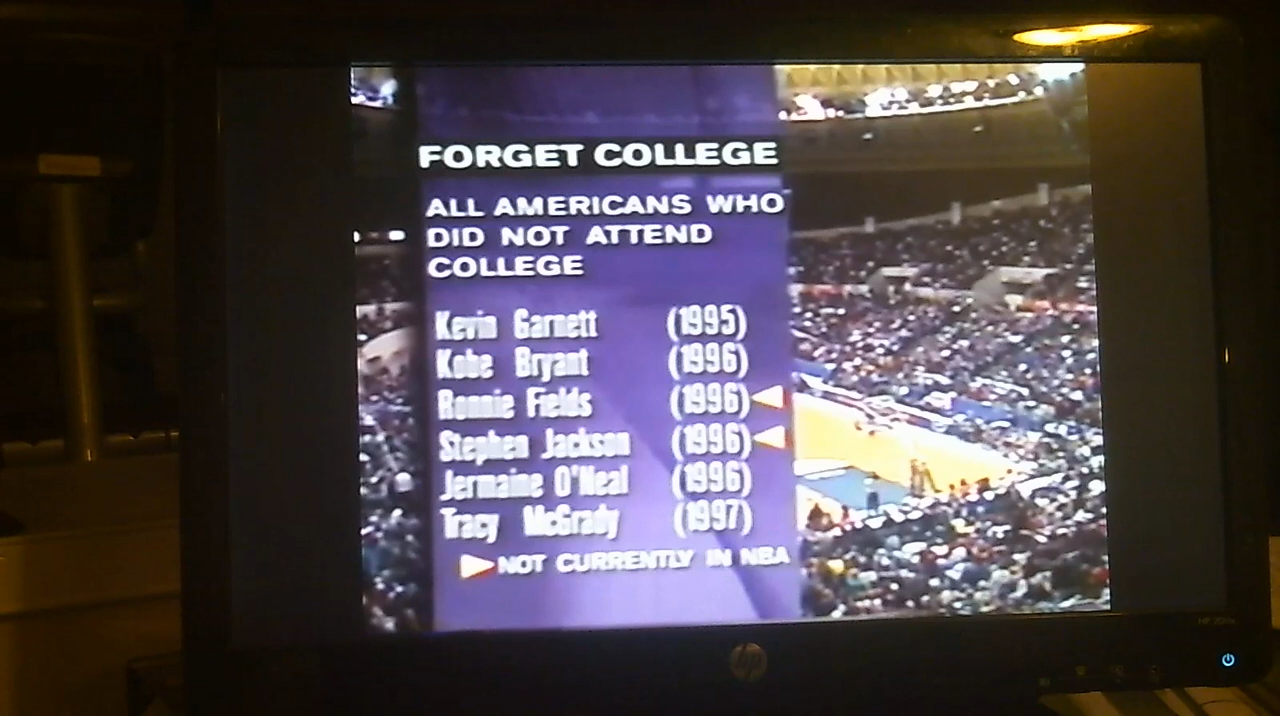 FORGET COLLEGE
ALL AMERICANS WHO
DID NOT ATTEND
COLLEGE
Kevin Garnett (1995)
Kobe Bryant (1996)
Ronnie Fields (1996)
Stephen Jackson (1996)
Jermaine O'Neal (1996)
Tracy McGrady (1997)
NOT CURRENTLY IN NBA
hp